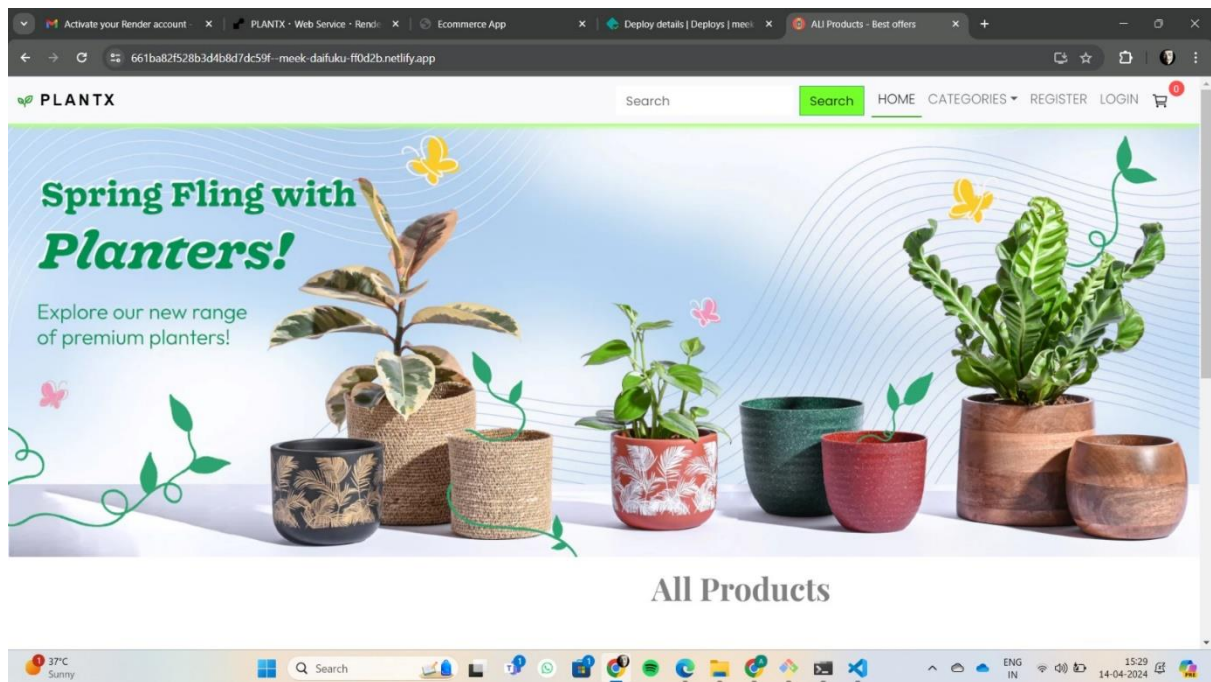 Activate your Render account -
PLANTX · Web Service · Rende
Ecommerce App
Deploy details | Deploys | meek
ALl Products - Best offers
661ba82f528b3d4b8d7dc59f--meek-daifuku-ff0d2b.netlify.app
PLANTX
Search
Search
HOME
CATEGORIES
REGISTER
LOGIN
0
Spring Fling with
Planters!
Explore our new range
of premium planters!
All Products
1
37°C
Sunny
Search
ENG
IN
15:29
14-04-2024